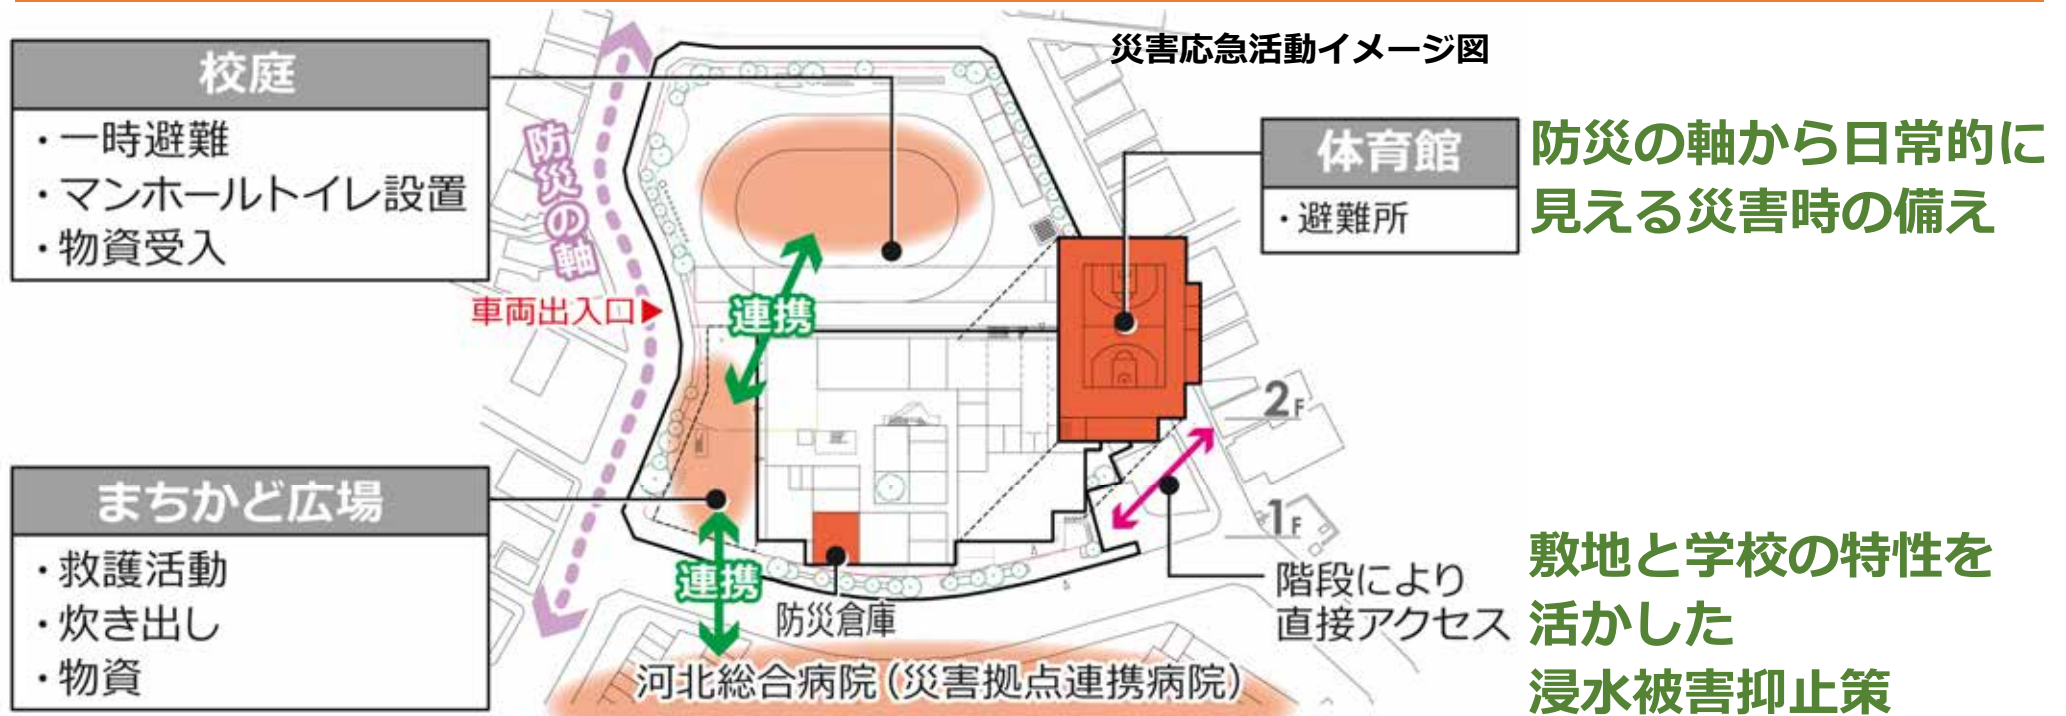 災害応急活動イメージ図
校庭
・一時避難
・マンホールトイレ設置
・物資受入
防災の軸
車両出入口
連携
体育館
・避難所
防災の軸から日常的に
見える災害時の備え
2F
1F
まちかど広場
・救護活動
・炊き出し
・物資
連携
防災倉庫
階段により
直接アクセス
河北総合病院(災害拠点連携病院)
敷地と学校の特性を
活かした
浸水被害抑止策